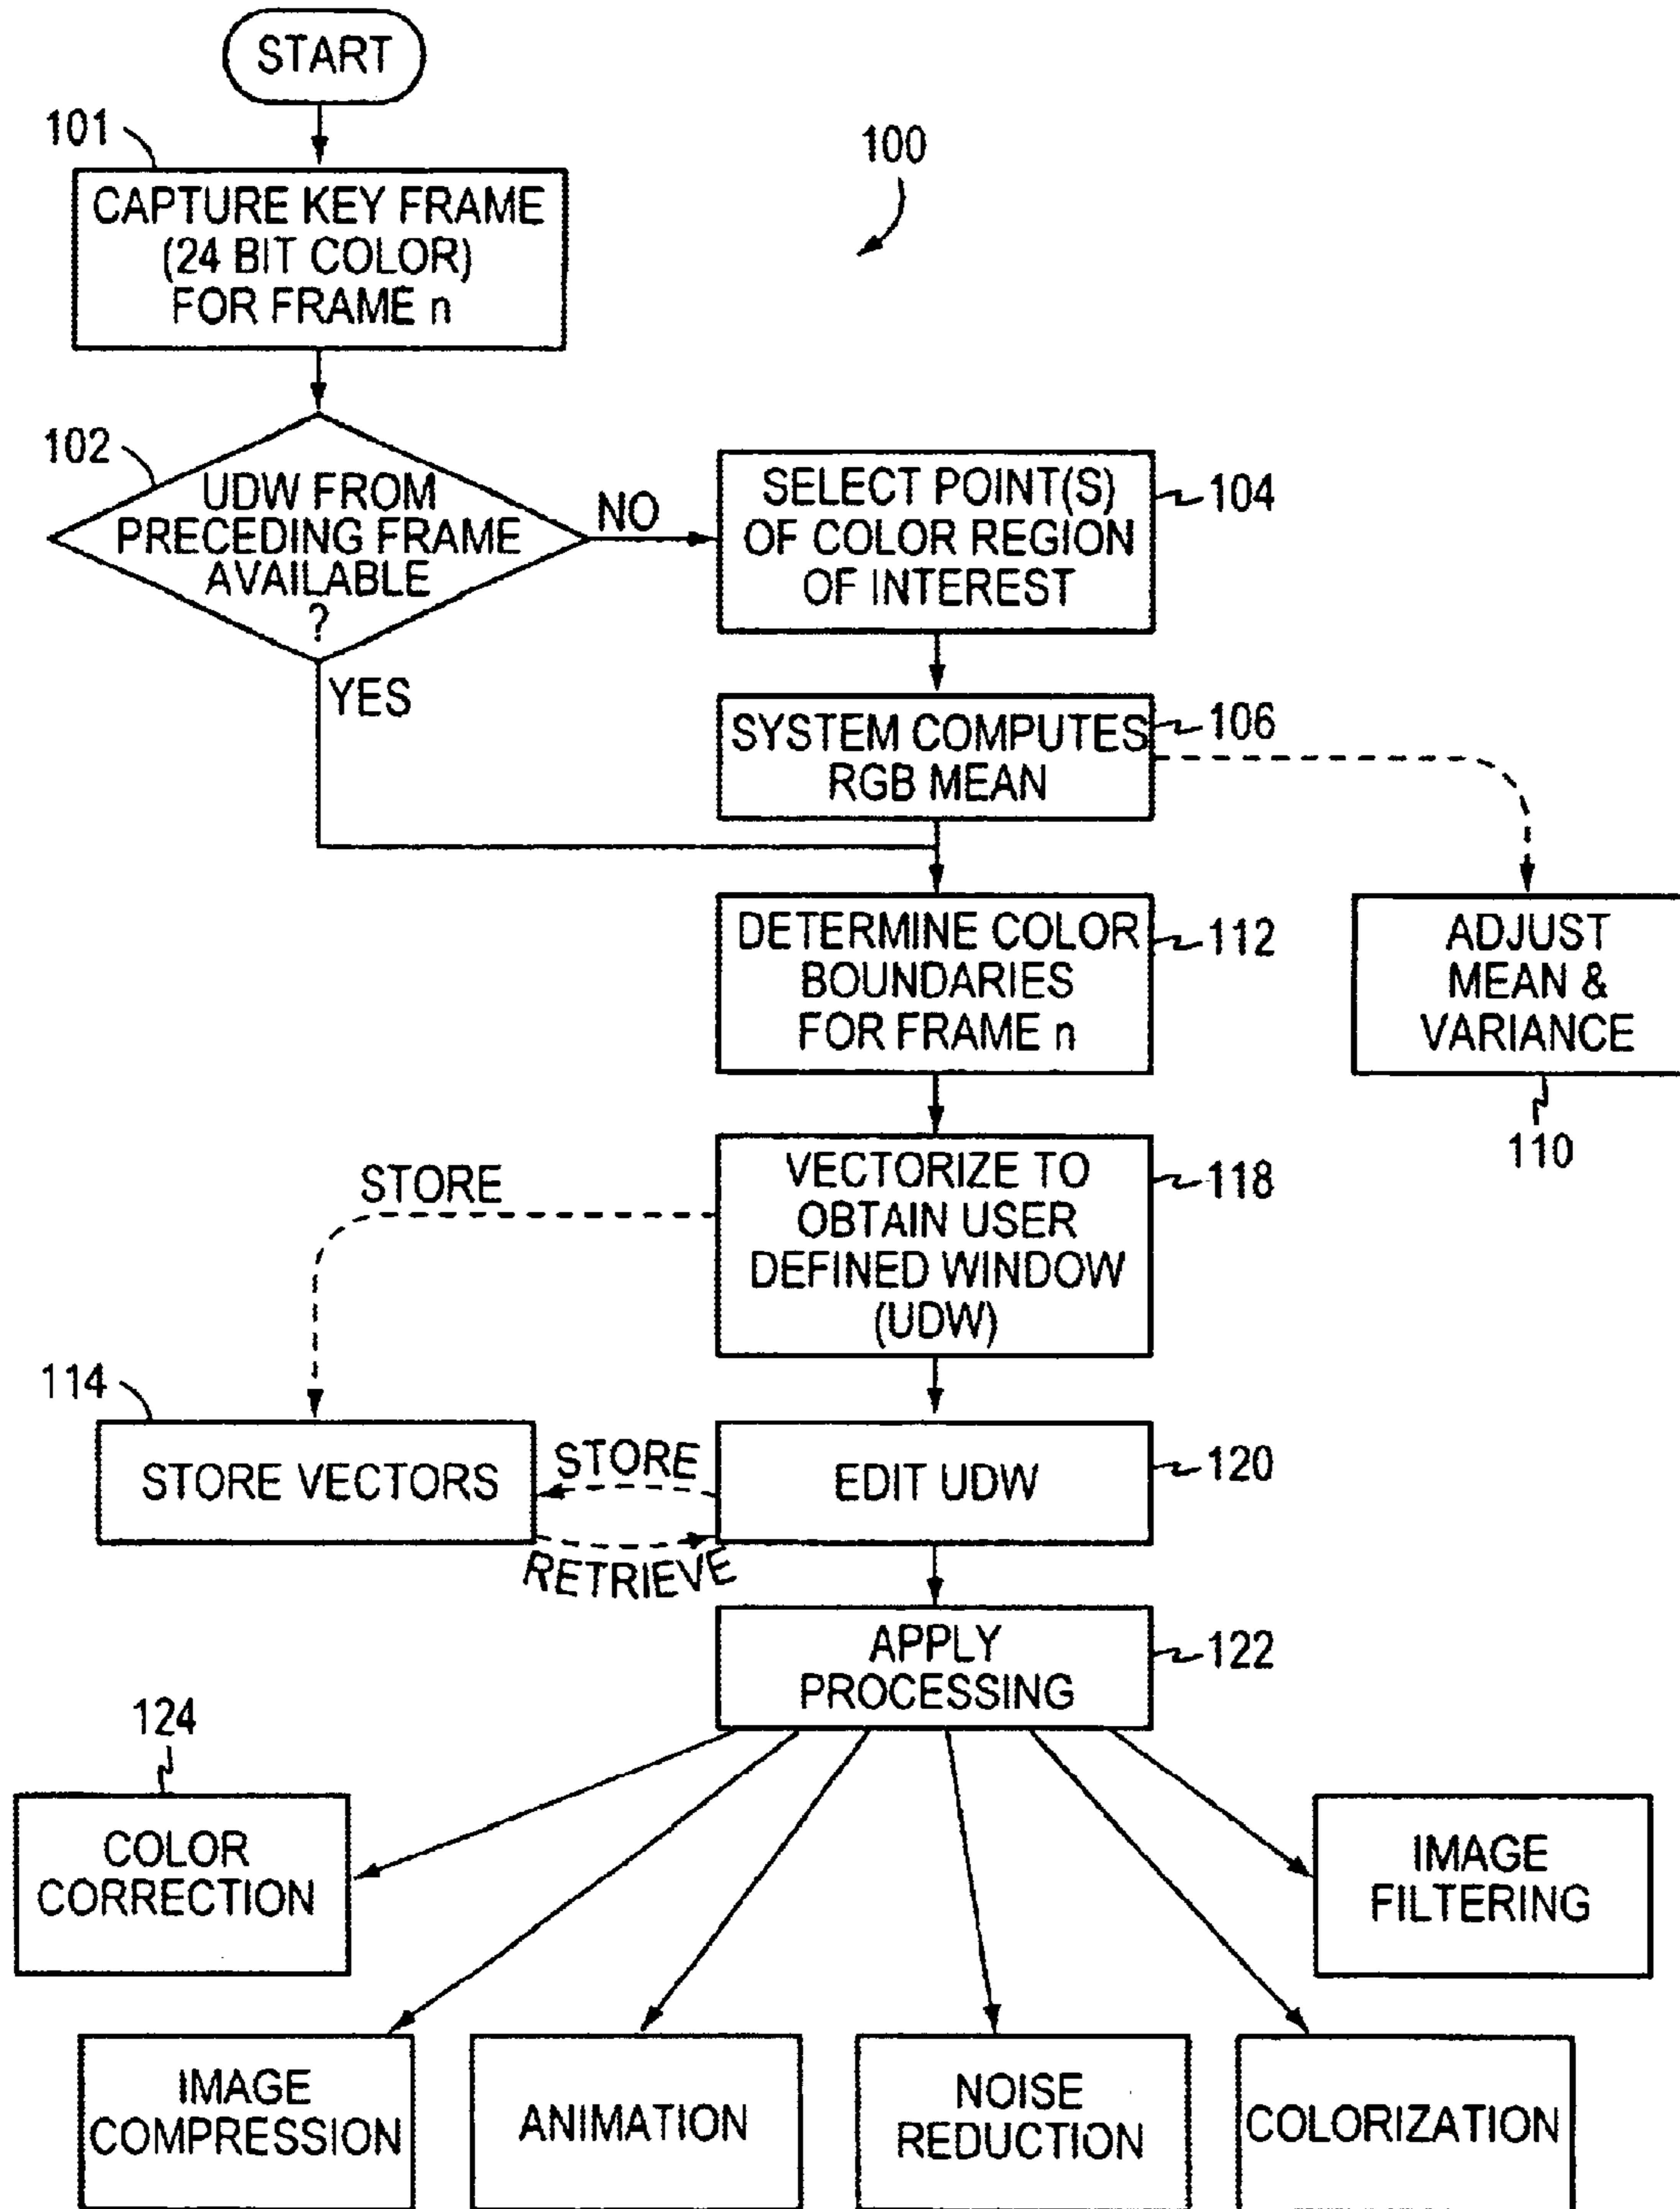 START
101
100
CAPTURE KEY FRAME
(24 BIT COLOR)
FOR FRAME n
102
UDW FROM
PRECEDING FRAME
AVAILABLE
?
NO
YES
SELECT POINT(S)
OF COLOR REGION
OF INTEREST
104
SYSTEM COMPUTES
RGB MEAN
106
DETERMINE COLOR
BOUNDARIES
FOR FRAME n
112
ADJUST
MEAN &
VARIANCE
110
VECTORIZE TO
OBTAIN USER
DEFINED WINDOW
(UDW)
118
STORE
114
STORE VECTORS
STORE
RETRIEVE
EDIT UDW
120
APPLY
PROCESSING
122
124
COLOR
CORRECTION
IMAGE
FILTERING
IMAGE
COMPRESSION
ANIMATION
NOISE
REDUCTION
COLORIZATION